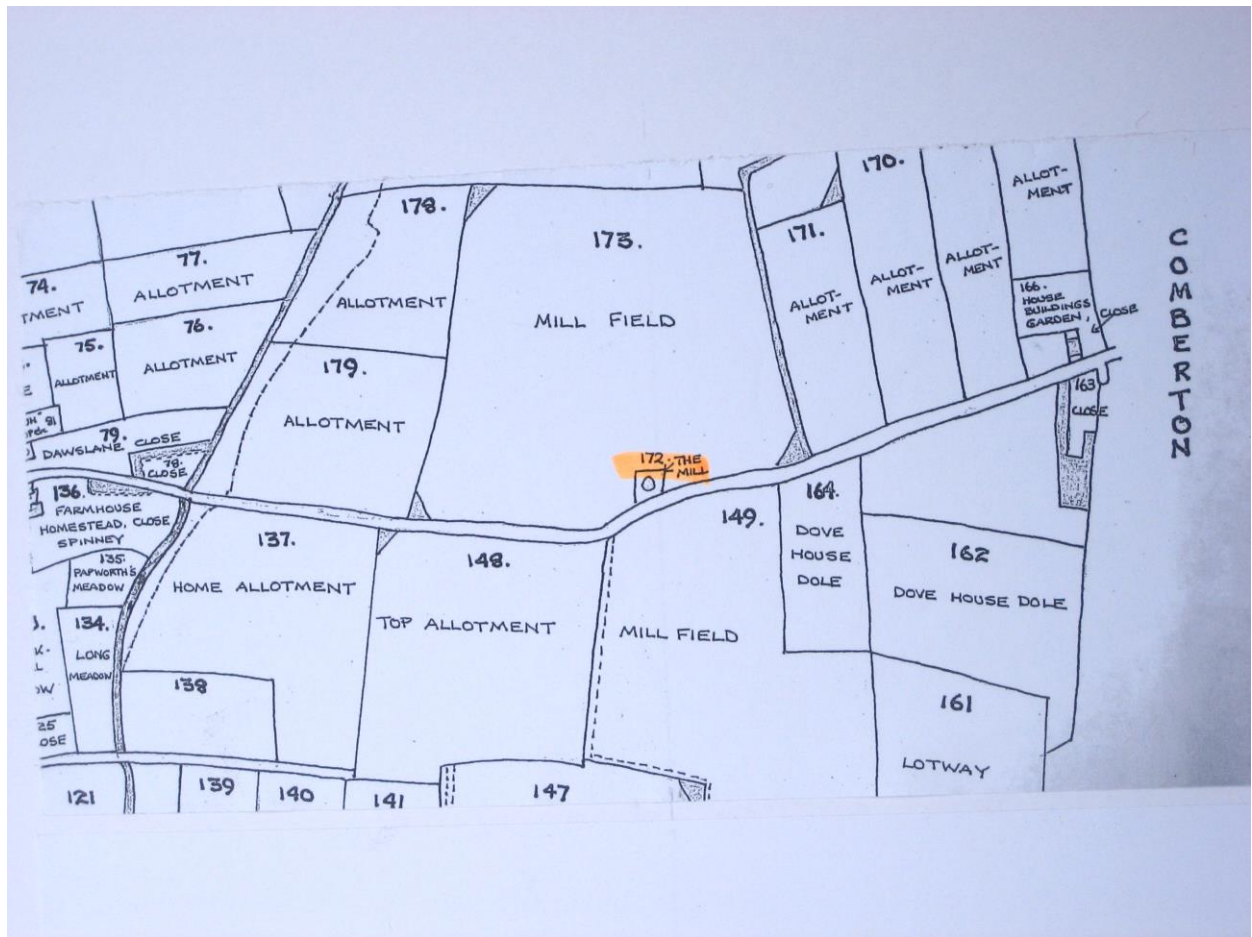 74.
TMENT
77.
ALLOTMENT
178.
ALLOTMENT
173.
MILL FIELD
171.
ALLOT-
MENT
170.
ALLOT-
MENT
ALLOT-
MENT
ALLOT-
MENT
166.
HOUSE
BUILDINGS
GARDEN,
CLOSE
COMBERTON
75.
ALLOTMENT
76.
ALLOTMENT
179.
ALLOTMENT
79.
DAWSLANE CLOSE
78.
CLOSE
172. THE
MILL
163
CLOSE
136.
FARMHOUSE
HOMESTEAD, CLOSE
SPINNEY
135.
PAPWORTH'S
MEADOW
137.
HOME ALLOTMENT
148.
TOP ALLOTMENT
149.
MILL FIELD
164.
DOVE
HOUSE
DOLE
162
DOVE HOUSE DOLE
134.
LONG
MEADOW
K-
L
OW
138
161
LOTWAY
25
OSE
121
139
140
141
147